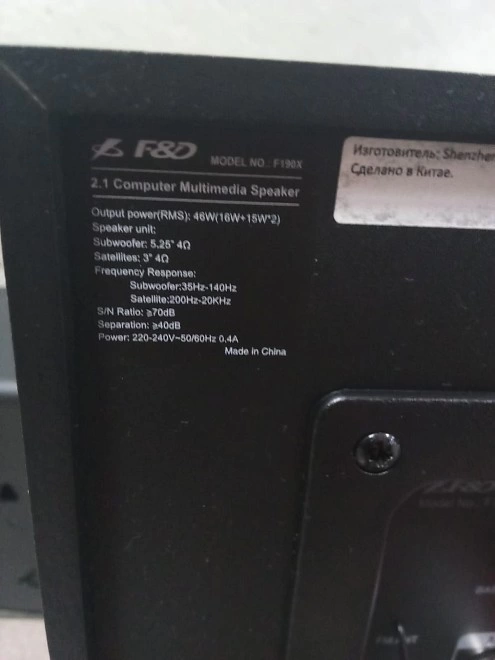 F&D MODEL NO.: F190X
2.1 Computer Multimedia Speaker
Output power(RMS): 46W(16W+15W*2)
Speaker unit:
Subwoofer: 5.25" 4Ω
Satellites: 3" 4Ω
Frequency Response:
Subwoofer:35Hz-140Hz
Satellite:200Hz-20KHz
S/N Ratio: ≥70dB
Separation: ≥40dB
Power: 220-240V~50/60Hz 0.4A
Made in China
Изготовитель: Shenzhen
Сделано в Китае.
F&D
Model No.: